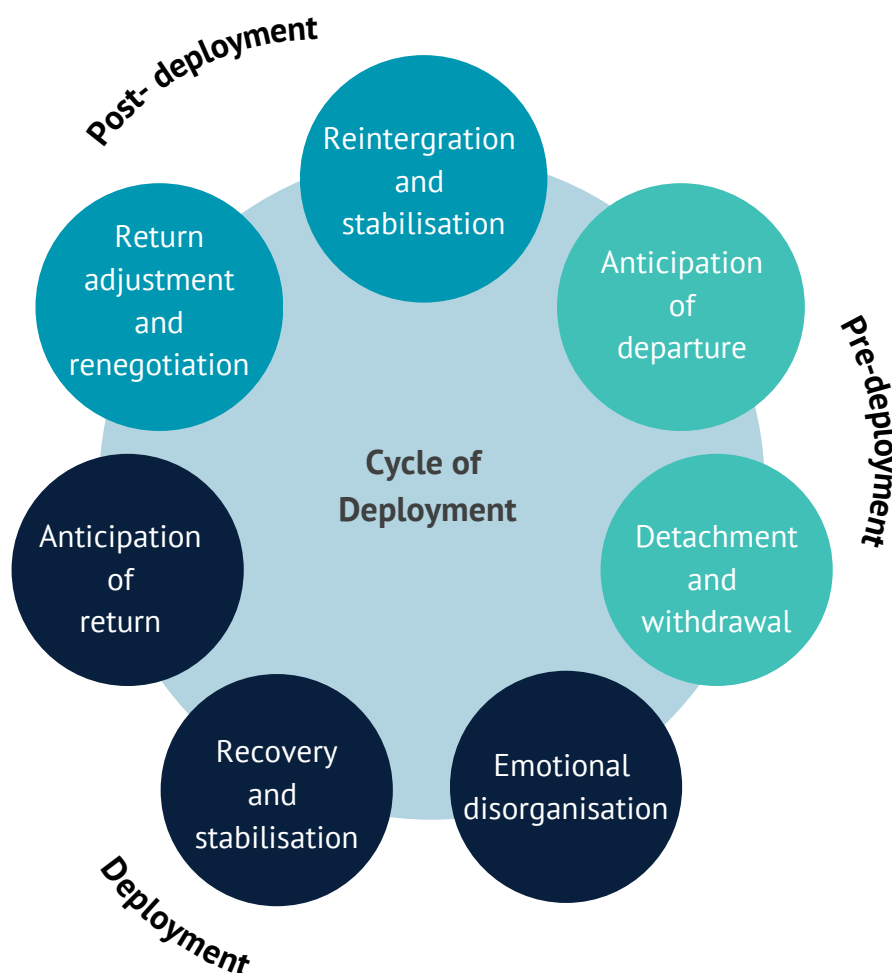 Post- deployment
Reintergration
and
stabilisation
Return
adjustment
and
renegotiation
Anticipation
of
departure
Pre-deployment
Cycle of
Deployment
Anticipation
of
return
Detachment
and
withdrawal
Recovery
and
stabilisation
Emotional
disorganisation
Deployment